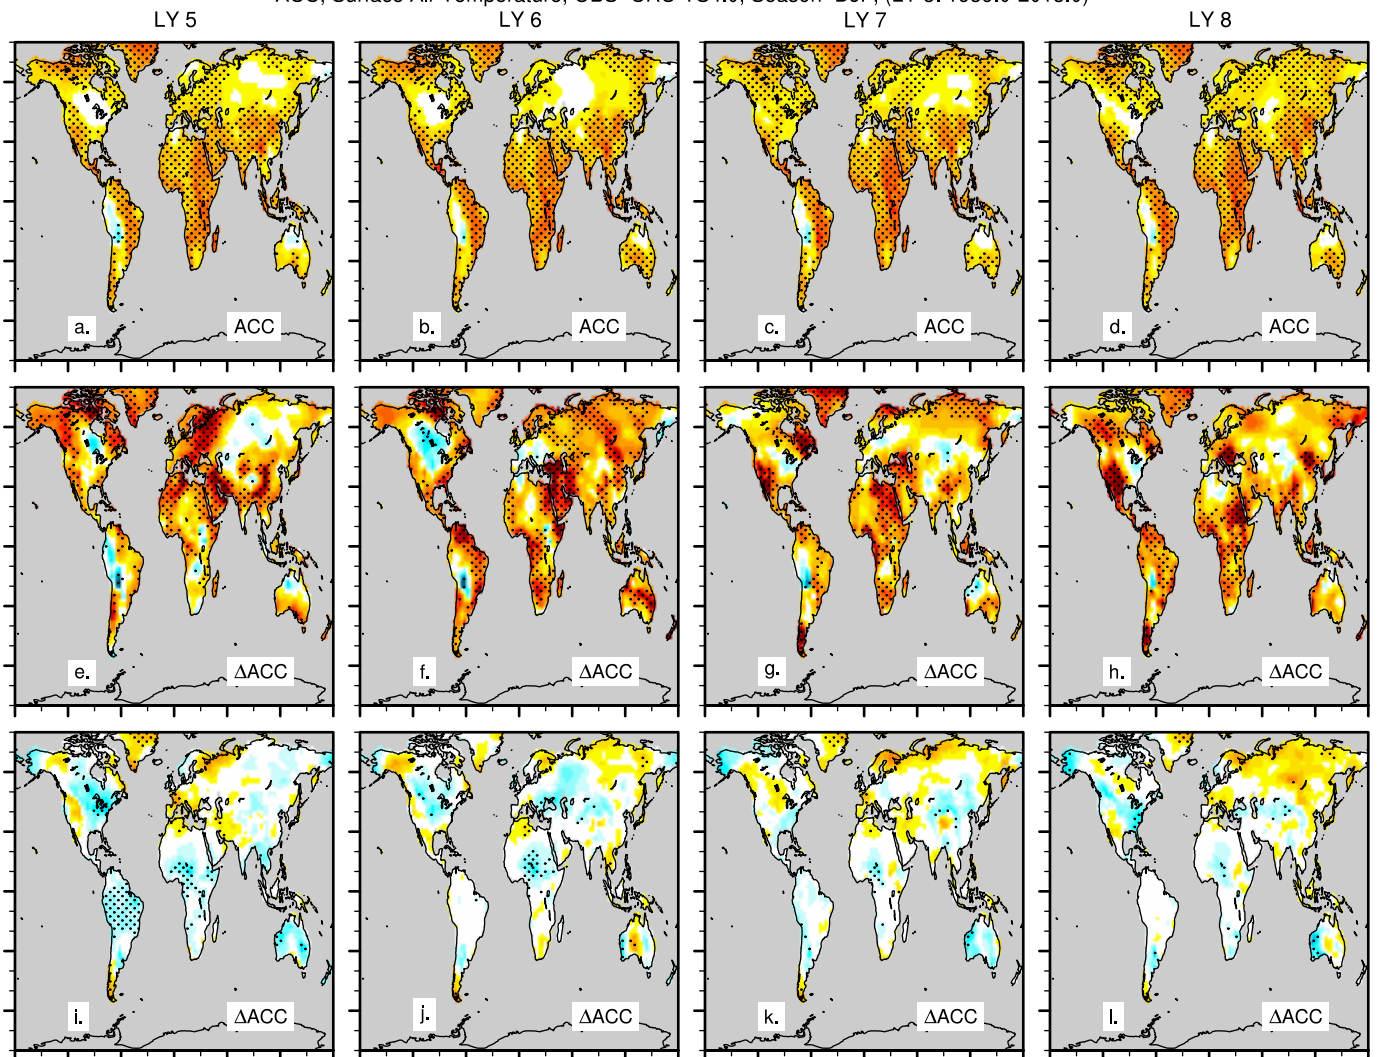 LY 5 LY 6 LY 7 LY 8
a. ACC b. ACC c. ACC d. ACC
e. ΔACC f. ΔACC g. ΔACC h. ΔACC
i. ΔACC j. ΔACC k. ΔACC l. ΔACC